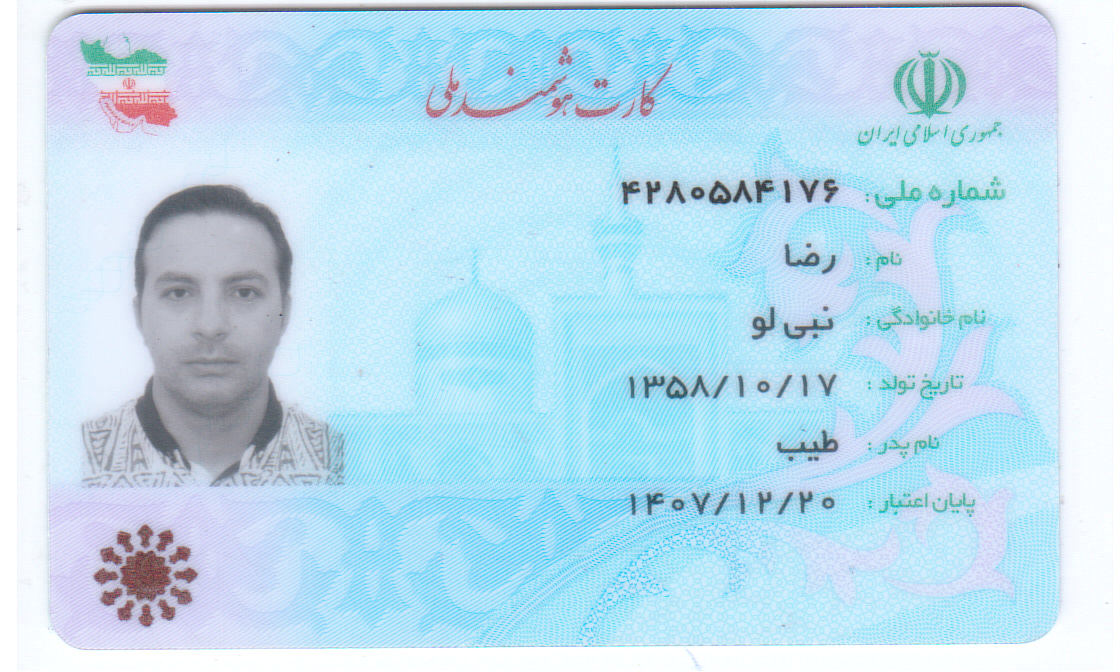 کارت هوشمند ملی
جمهوری اسلامی ایران
شماره ملی: ۴۲۸۰۵۸۴۱۷۶
نام: رضا
نام خانوادگی: نبی لو
تاریخ تولد: ۱۳۵۸/۱۰/۱۷
نام پدر: طیب
پایان اعتبار: ۱۴۰۷/۱۲/۲۰